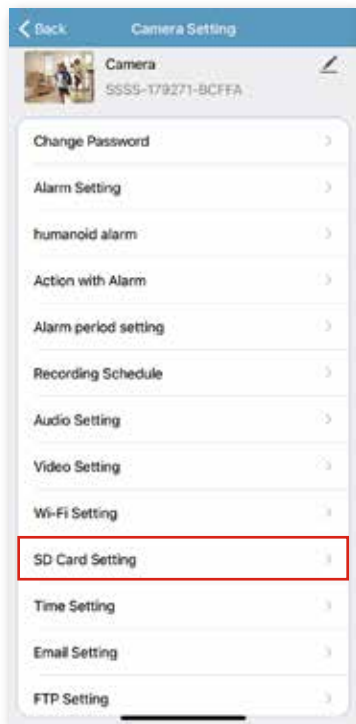 Back Camera Setting
Camera
SSSS-179271-BCFFA
Change Password
Alarm Setting
humanoid alarm
Action with Alarm
Alarm period setting
Recording Schedule
Audio Setting
Video Setting
Wi-Fi Setting
SD Card Setting
Time Setting
Email Setting
FTP Setting